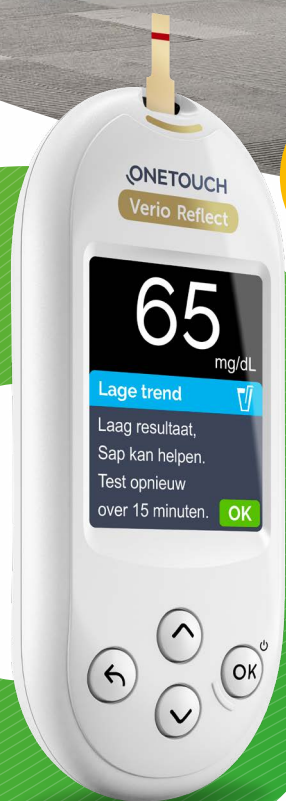 ONETOUCH
Verio Reflect
65
mg/dL
Lage trend
Laag resultaat,
Sap kan helpen.
Test opnieuw
over 15 minuten. OK
OK